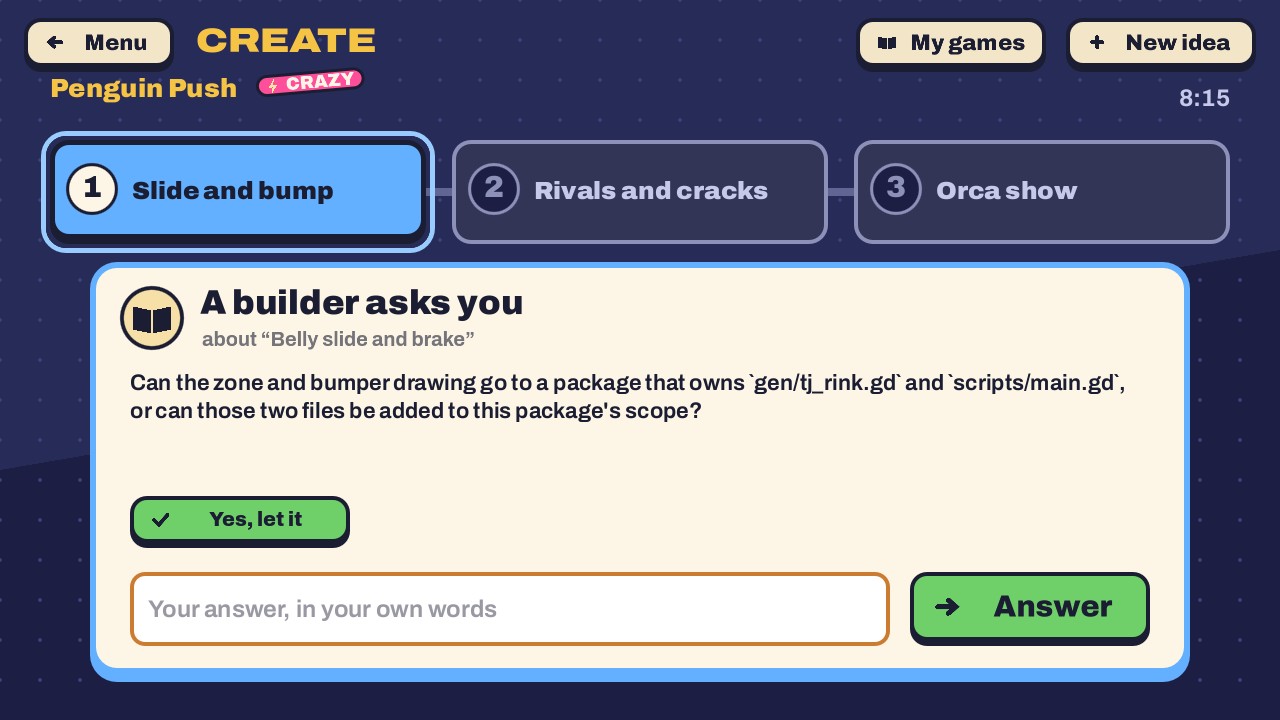 Menu
CREATE
My games
New idea
Penguin Push
CRAZY
8:15
1
Slide and bump
2
Rivals and cracks
3
Orca show
A builder asks you
about “Belly slide and brake”
Can the zone and bumper drawing go to a package that owns `gen/tj_rink.gd` and `scripts/main.gd`,
or can those two files be added to this package's scope?
Yes, let it
Your answer, in your own words
Answer